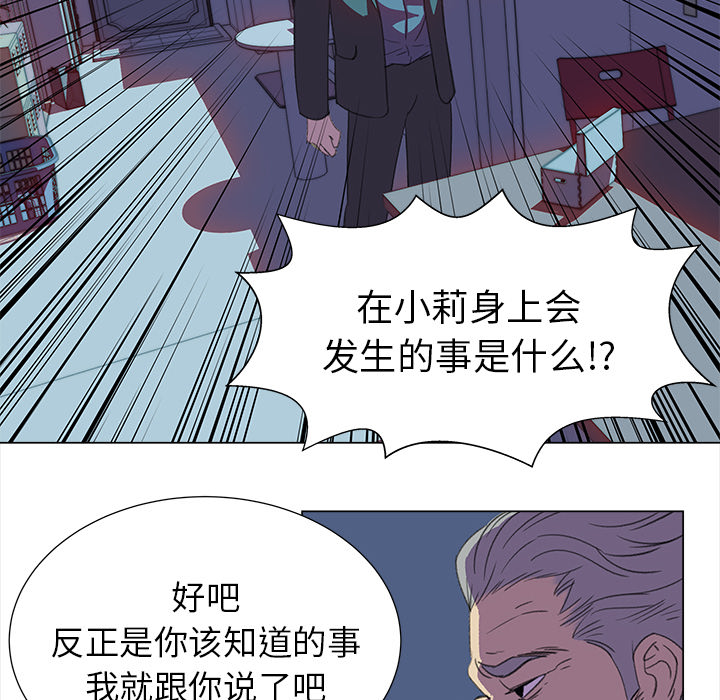 在小莉身上会
发生的事是什么!?
好吧
反正是你该知道的事
我就跟你说了吧